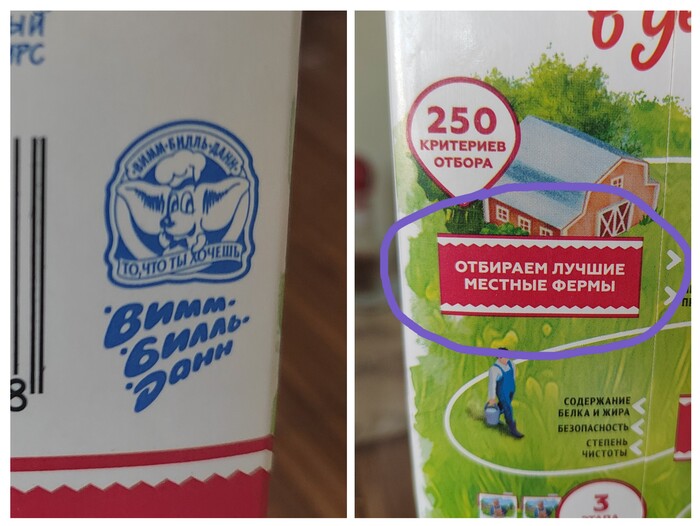 ВИММ-БИЛЛЬ-ДАНН
ТО, ЧТО ТЫ ХОЧЕШЬ
Вимм-
Билль-
Данн
8
в
250
КРИТЕРИЕВ
ОТБОРА
ОТБИРАЕМ ЛУЧШИЕ
МЕСТНЫЕ ФЕРМЫ
СОДЕРЖАНИЕ
БЕЛКА И ЖИРА
БЕЗОПАСНОСТЬ
СТЕПЕНЬ
ЧИСТОТЫ
3